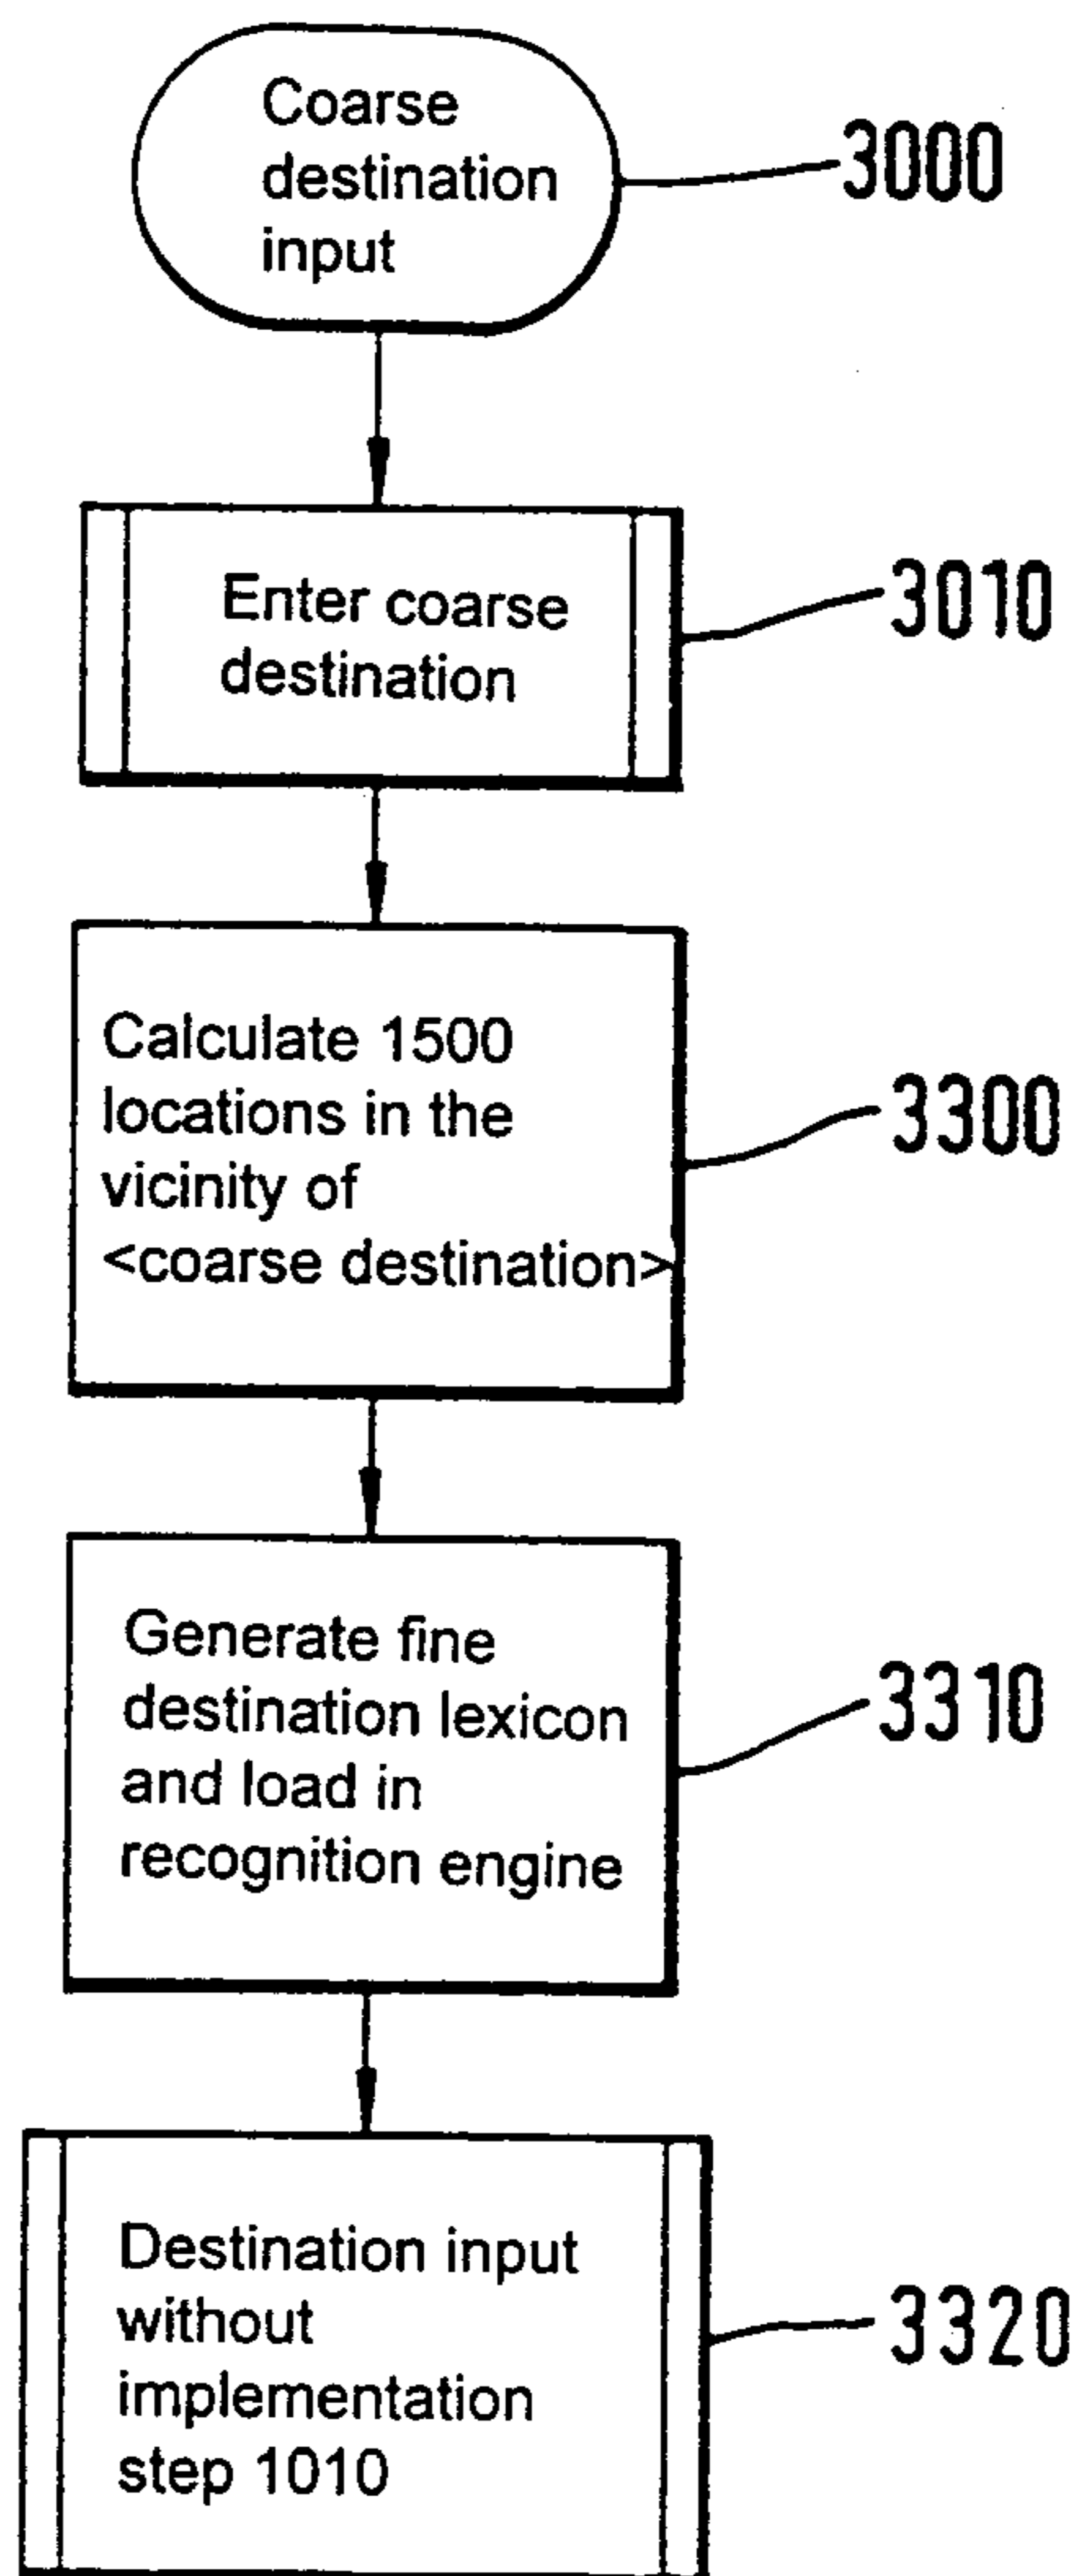 Coarse
destination
input
3000
Enter coarse
destination
3010
Calculate 1500
locations in the
vicinity of
<coarse destination>
3300
Generate fine
destination lexicon
and load in
recognition engine
3310
Destination input
without
implementation
step 1010
3320